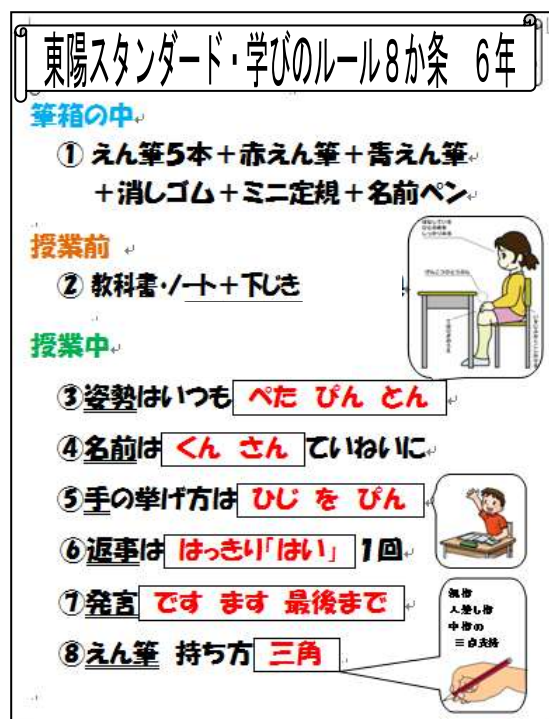 東陽スタンダード・学びのルール8か条 6年
筆箱の中
① えん筆5本+赤えん筆+青えん筆
+消しゴム+ミニ定規+名前ペン
授業前
② 教科書・ノート+下じき
授業中
③姿勢はいつも ぺた ぴん とん
④名前は くん さん ていねいに
⑤手の挙げ方は ひじ を ぴん
⑥返事は はっきり「はい」 1回
⑦発言 です ます 最後まで
⑧えん筆 持ち方 三角
親指
人差し指
中指の
三点支持